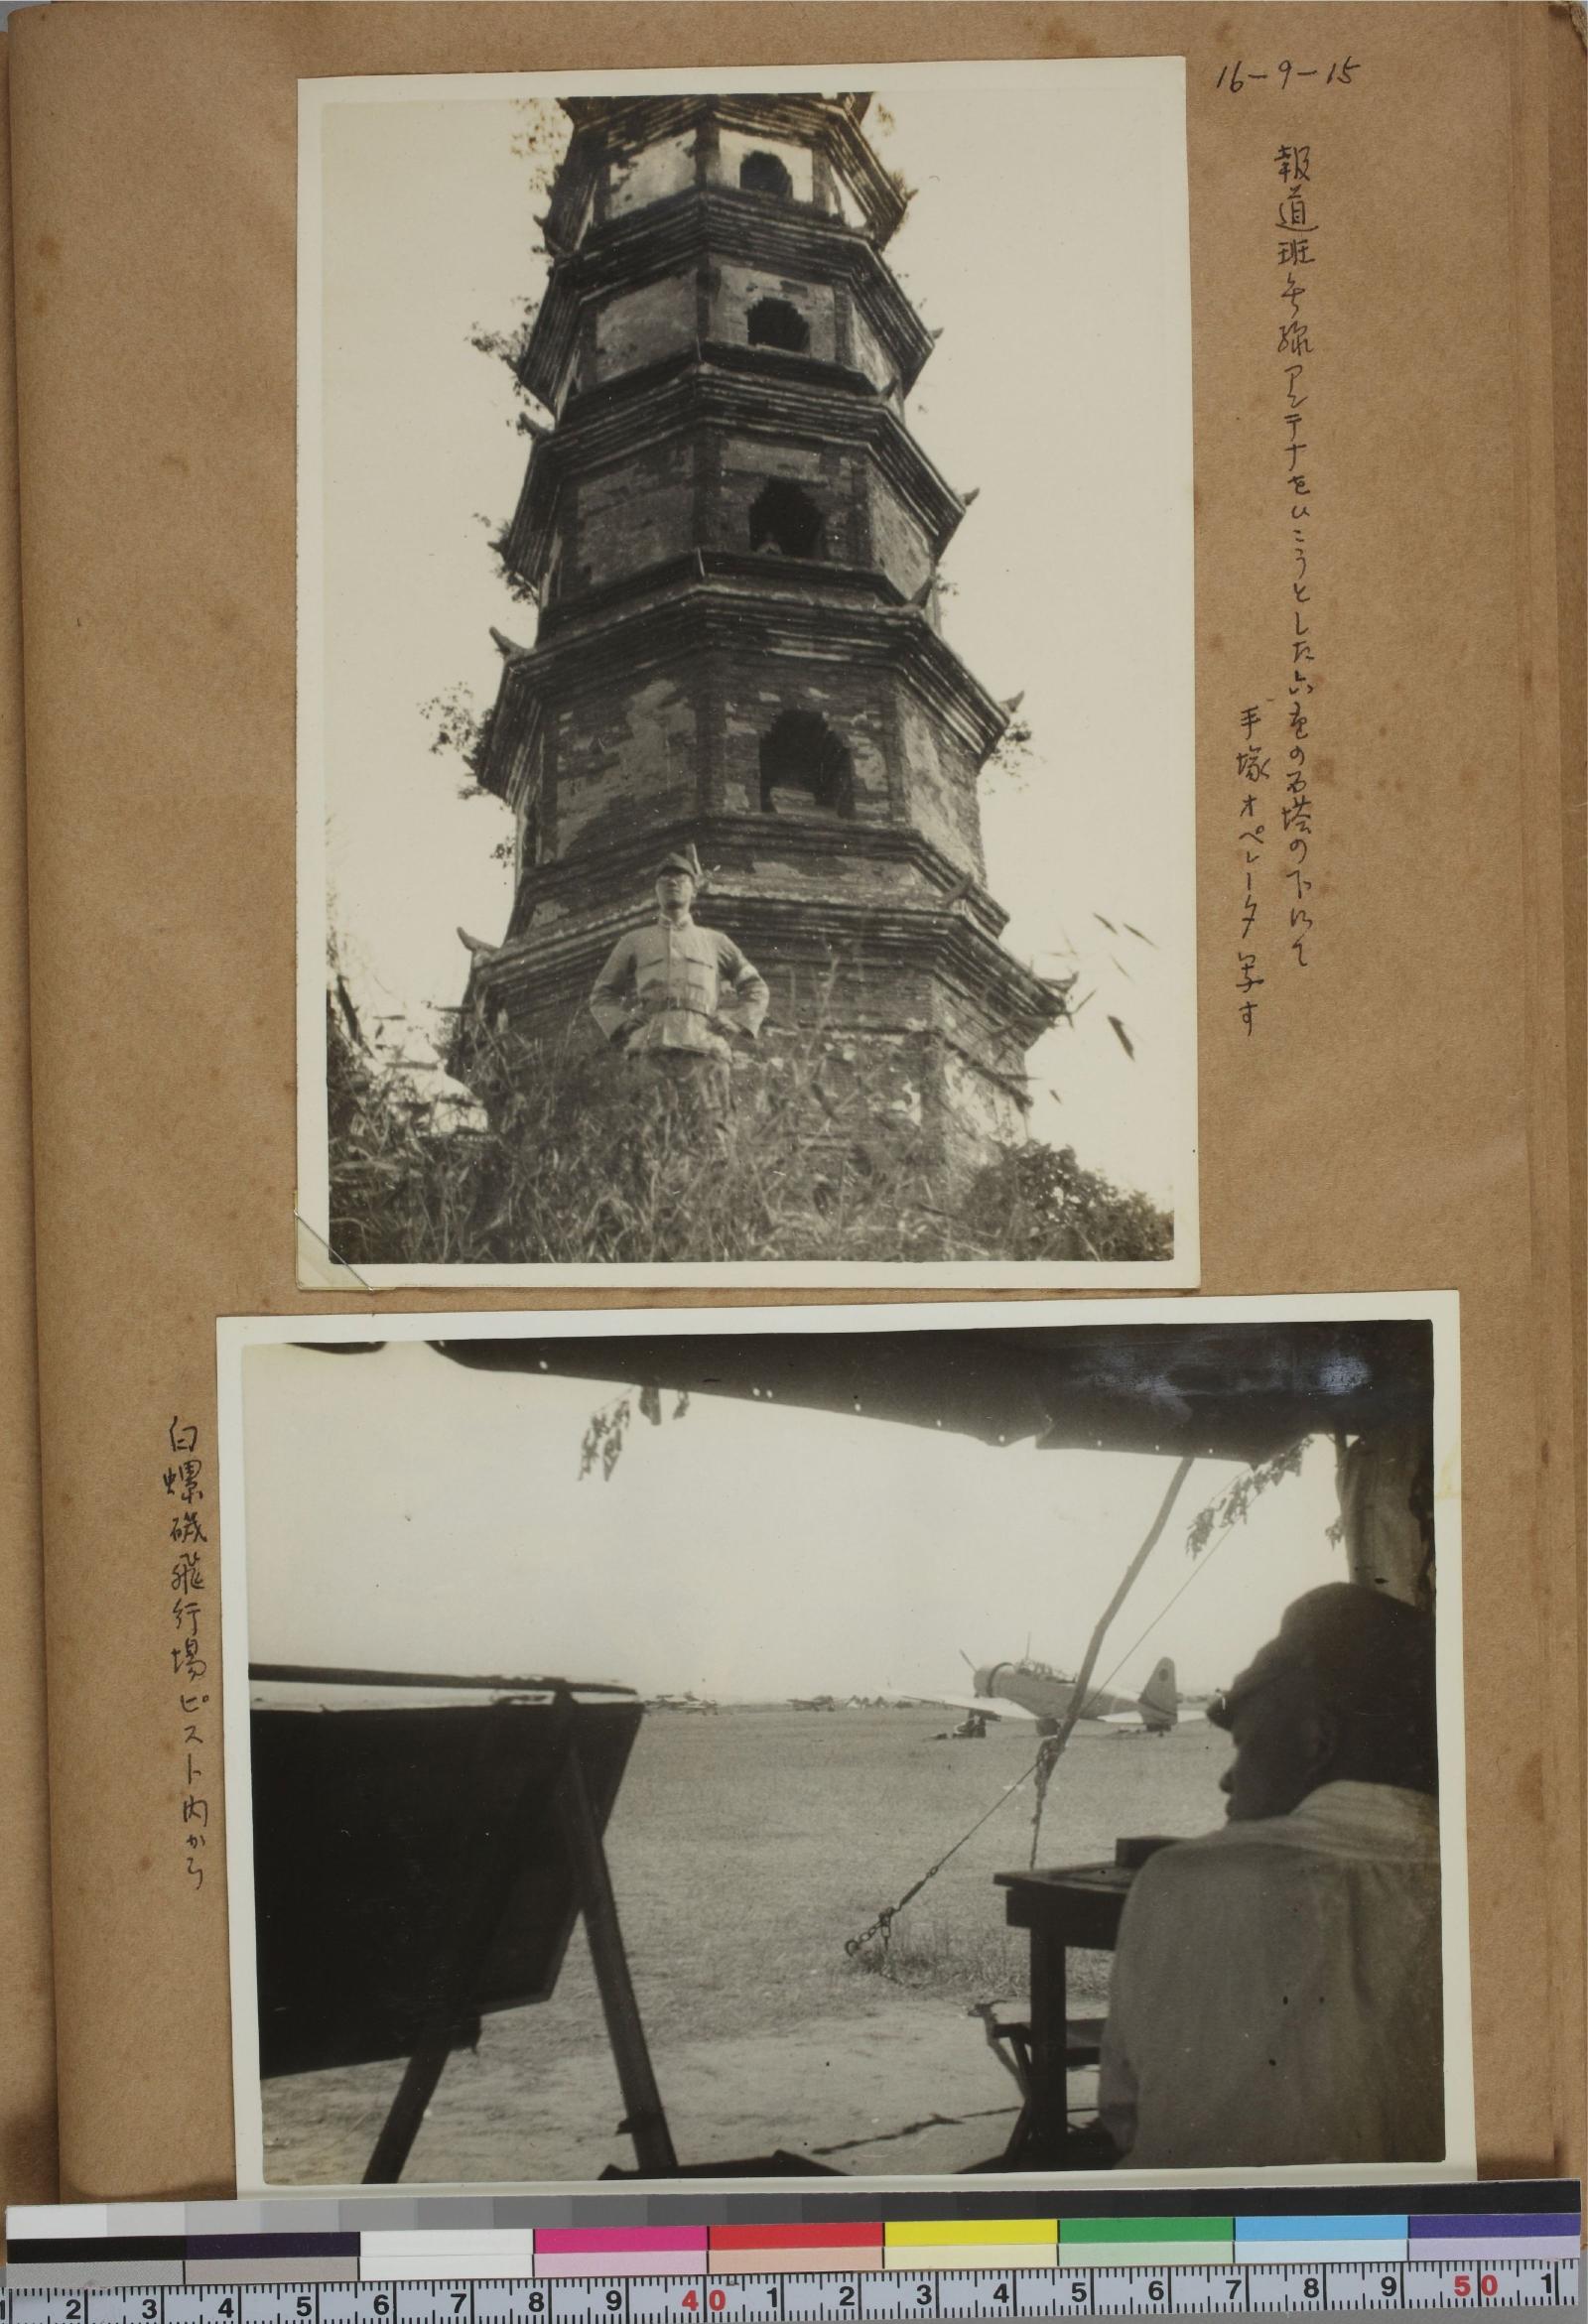 16-9-15
報道班無線アンテナをひこうとした六重の石塔の下にて
手塚オペレータ写す
白螺磯飛行場ピスト内から
2 3 4 5 6 7 8 9 40 1 2 3 4 5 6 7 8 9 50 1